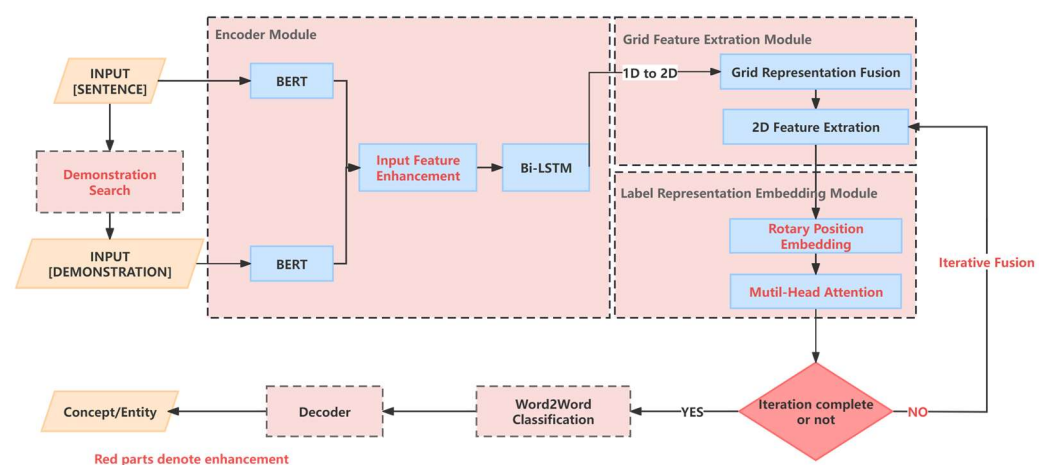 Encoder Module
Grid Feature Extration Module
INPUT
[SENTENCE]
BERT
1D to 2D
Grid Representation Fusion
2D Feature Extration
Demonstration
Search
Input Feature
Enhancement
Bi-LSTM
Label Representation Embedding Module
INPUT
[DEMONSTRATION]
BERT
Rotary Position
Embedding
Iterative Fusion
Mutil-Head Attention
Concept/Entity
Decoder
Word2Word
Classification
YES
Iteration complete
or not
NO
Red parts denote enhancement